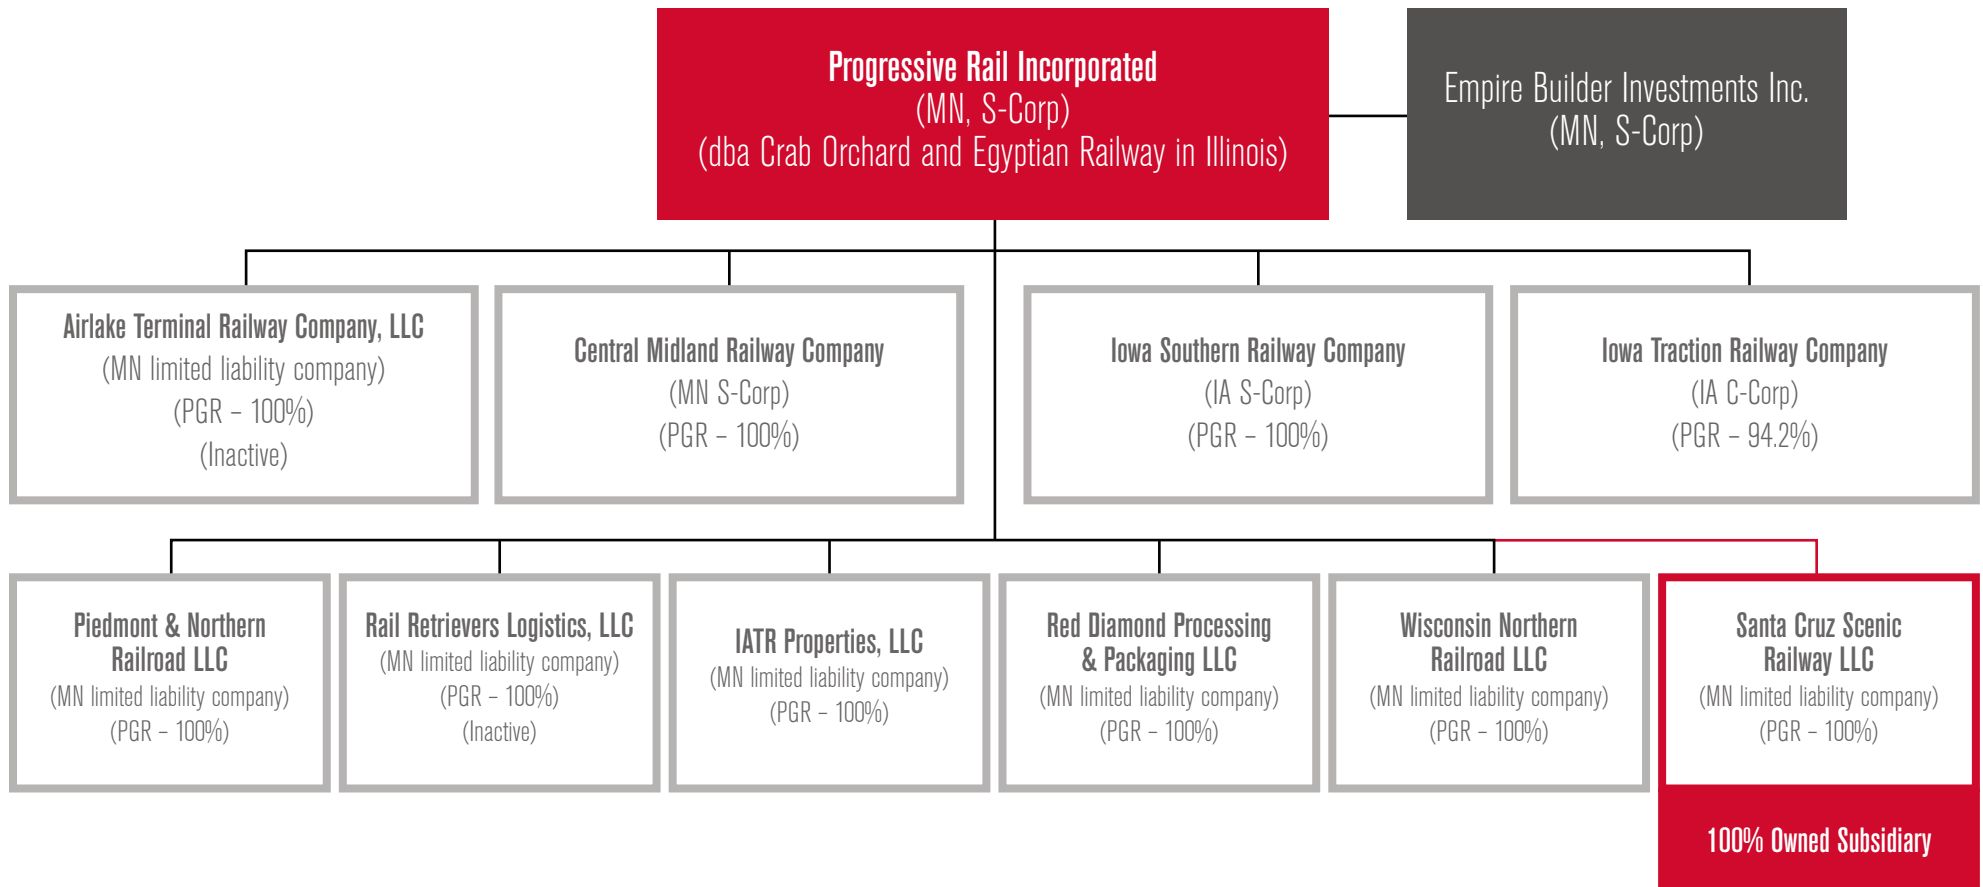 Progressive Rail Incorporated
(MN, S-Corp)
(dba Crab Orchard and Egyptian Railway in Illinois)
Empire Builder Investments Inc.
(MN, S-Corp)
Airlake Terminal Railway Company, LLC
(MN limited liability company)
(PGR – 100%)
(Inactive)
Central Midland Railway Company
(MN S-Corp)
(PGR – 100%)
Iowa Southern Railway Company
(IA S-Corp)
(PGR – 100%)
Iowa Traction Railway Company
(IA C-Corp)
(PGR – 94.2%)
Piedmont & Northern
Railroad LLC
(MN limited liability company)
(PGR – 100%)
Rail Retrievers Logistics, LLC
(MN limited liability company)
(PGR – 100%)
(Inactive)
IATR Properties, LLC
(MN limited liability company)
(PGR – 100%)
Red Diamond Processing
& Packaging LLC
(MN limited liability company)
(PGR – 100%)
Wisconsin Northern
Railroad LLC
(MN limited liability company)
(PGR – 100%)
Santa Cruz Scenic
Railway LLC
(MN limited liability company)
(PGR – 100%)
100% Owned Subsidiary